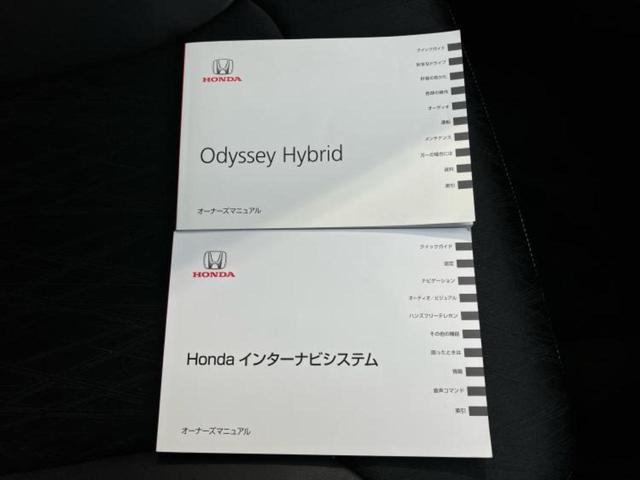 HONDA
Odyssey Hybrid
オーナーズマニュアル
クイックガイド
安全なドライブ
計器の見かた
各部の操作
オーディオ
運転
メンテナンス
万一の場合には
資料
索引
HONDA
Honda インターナビシステム
オーナーズマニュアル
クイックガイド
設定
ナビゲーション
オーディオ/ビジュアル
ハンズフリーテレホン
その他の機能
困ったときは
情報
音声コマンド
索引